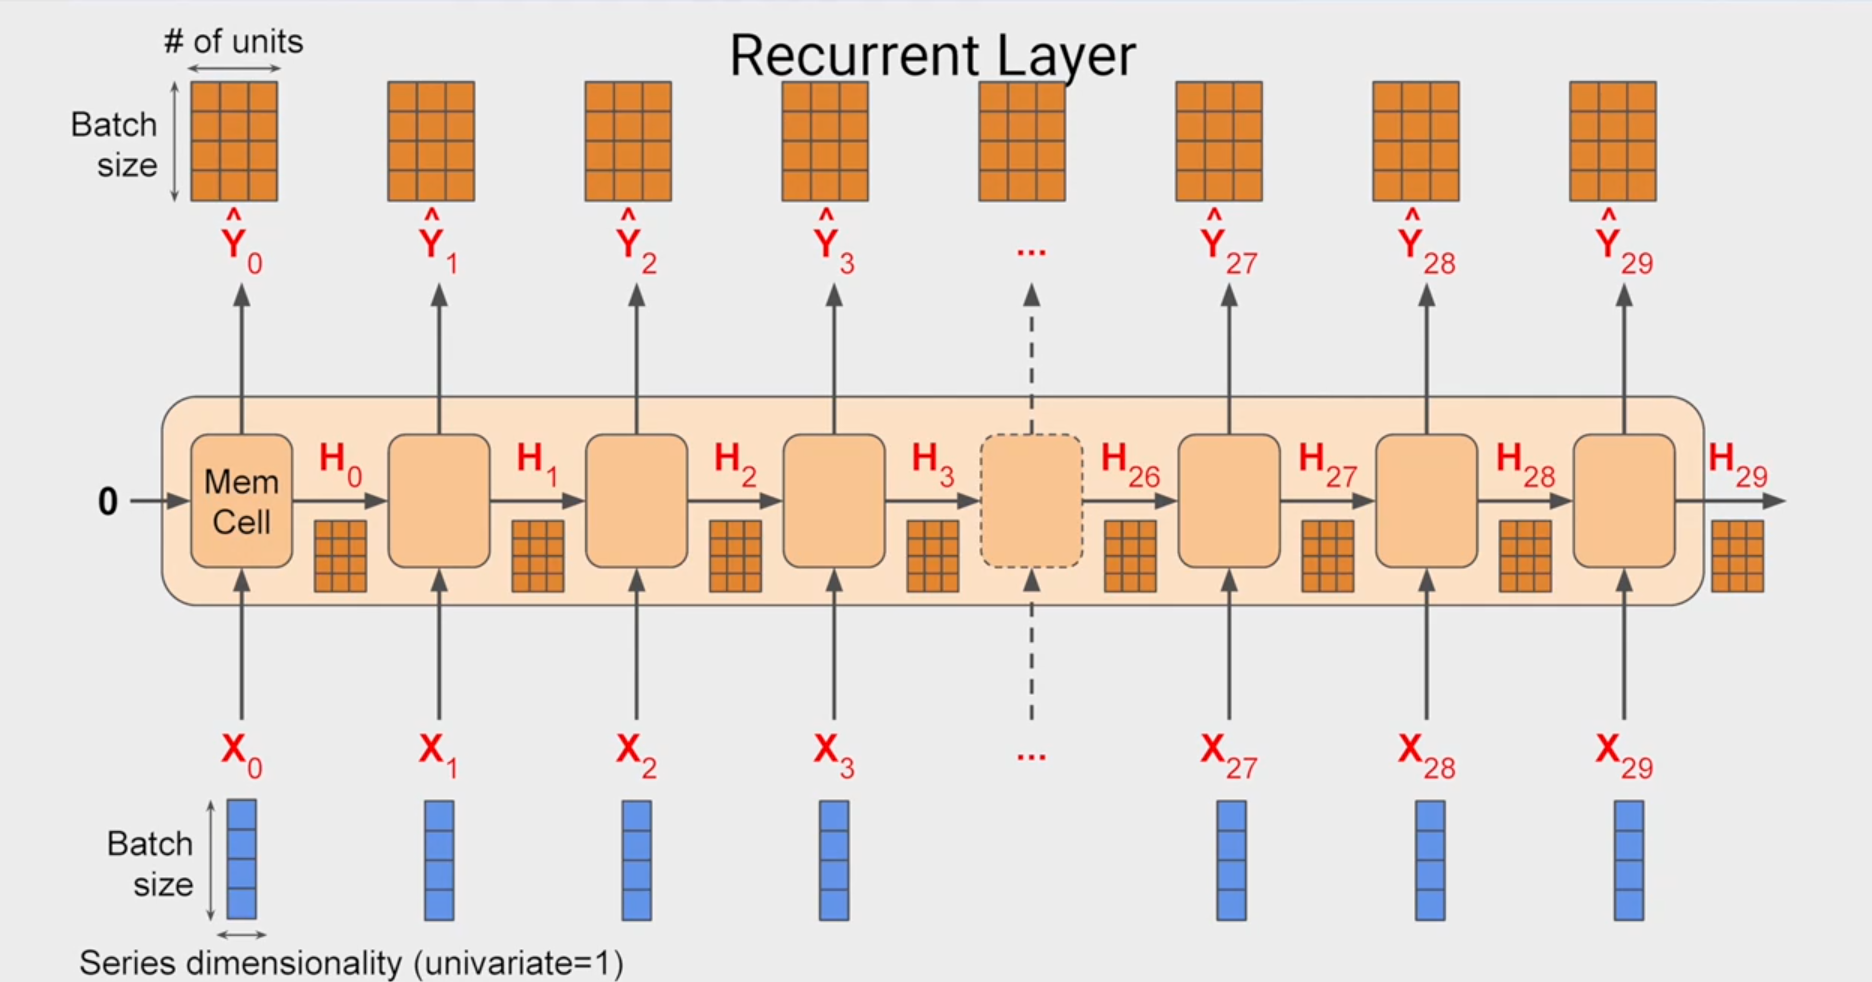 # of units
Recurrent Layer
Batch
size
Ŷ0 Ŷ1 Ŷ2 Ŷ3 ... Ŷ27 Ŷ28 Ŷ29
0
Mem
Cell
H0 H1 H2 H3 H26 H27 H28 H29
X0 X1 X2 X3 ... X27 X28 X29
Batch
size
Series dimensionality (univariate=1)